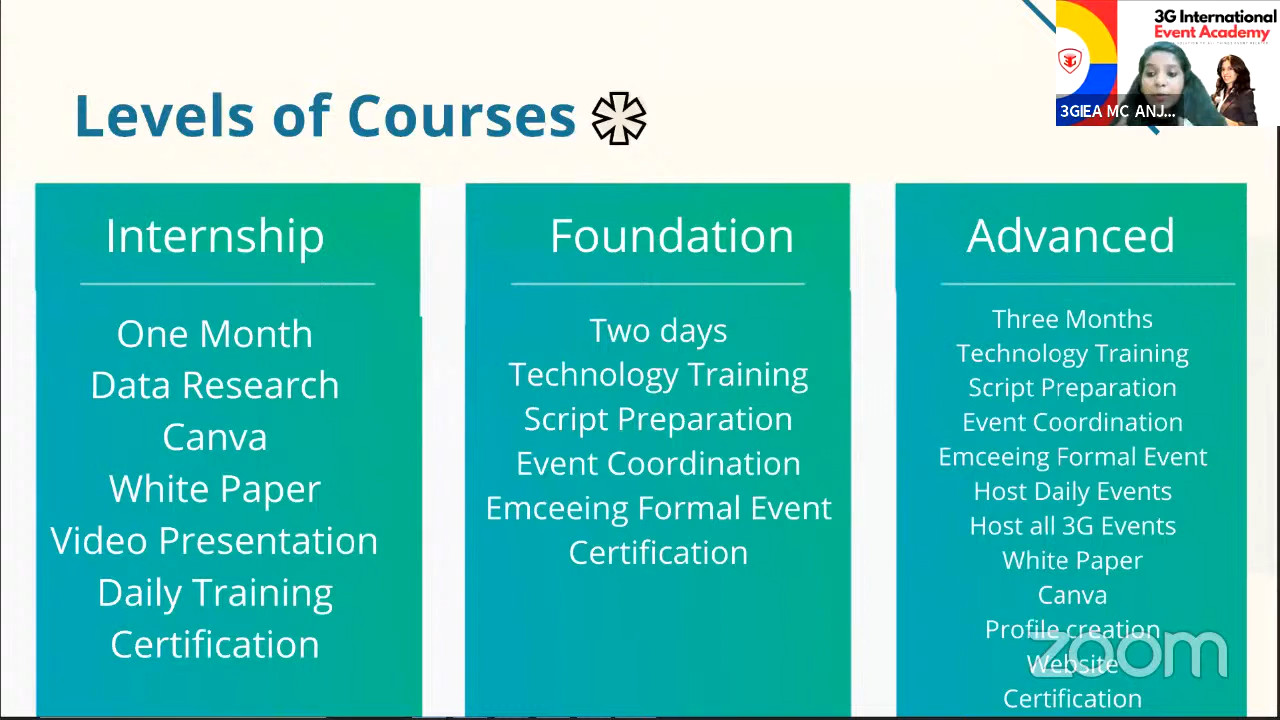 3G International
Event Academy
3GIEA MC ANJ...
Levels of Courses
Internship
One Month
Data Research
Canva
White Paper
Video Presentation
Daily Training
Certification
Foundation
Two days
Technology Training
Script Preparation
Event Coordination
Emceeing Formal Event
Certification
Advanced
Three Months
Technology Training
Script Preparation
Event Coordination
Emceeing Formal Event
Host Daily Events
Host all 3G Events
White Paper
Canva
Profile creation
Website
Certification
zoom